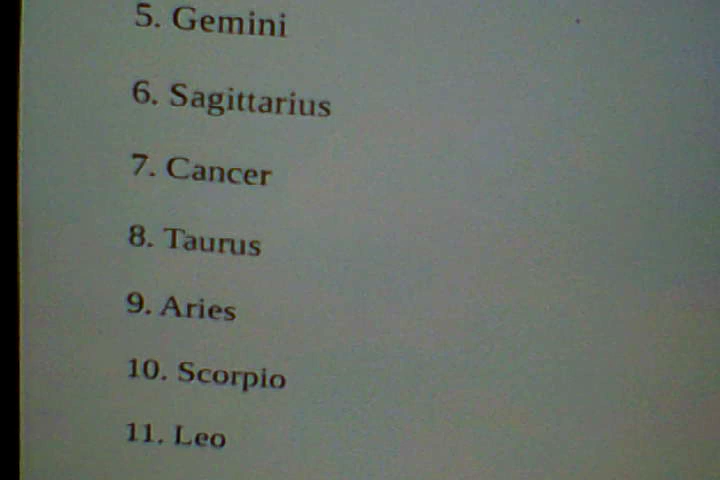 5. Gemini
6. Sagittarius
7. Cancer
8. Taurus
9. Aries
10. Scorpio
11. Leo